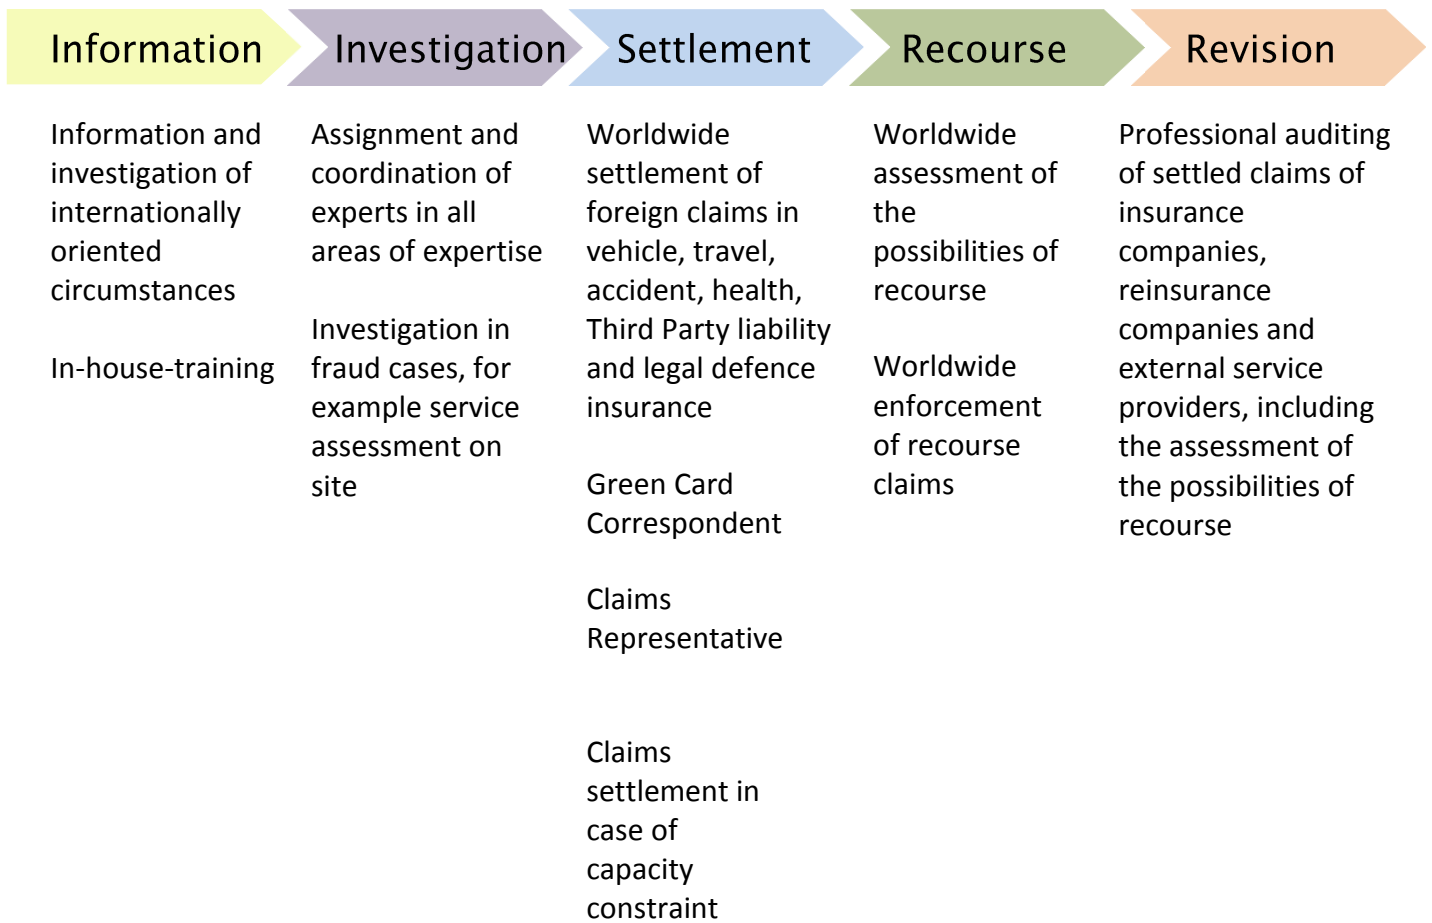 Information
Investigation
Settlement
Recourse
Revision
Information and
investigation of
internationally
oriented
circumstances
In-house-training
Assignment and
coordination of
experts in all
areas of expertise
Investigation in
fraud cases, for
example service
assessment on
site
Worldwide
settlement of
foreign claims in
vehicle, travel,
accident, health,
Third Party liability
and legal defence
insurance
Green Card
Correspondent
Claims
Representative
Claims
settlement in
case of
capacity
constraint
Worldwide
assessment of
the
possibilities of
recourse
Worldwide
enforcement
of recourse
claims
Professional auditing
of settled claims of
insurance
companies,
reinsurance
companies and
external service
providers, including
the assessment of
the possibilities of
recourse